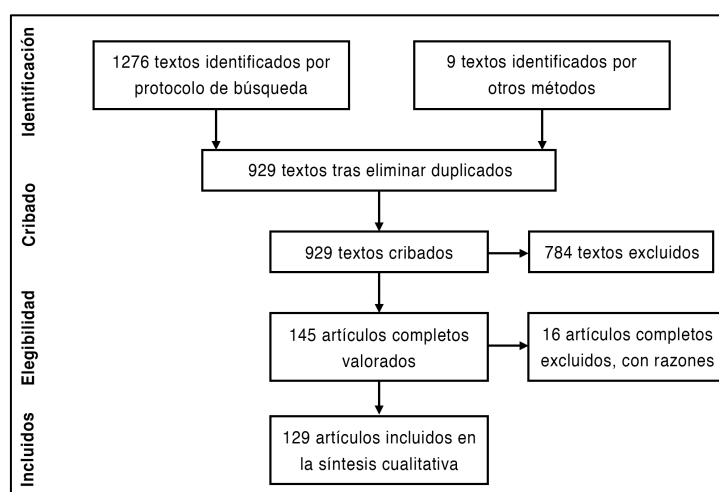 Identificación
1276 textos identificados por
protocolo de búsqueda
9 textos identificados por
otros métodos
929 textos tras eliminar duplicados
Cribado
929 textos cribados
784 textos excluidos
Elegibilidad
145 artículos completos
valorados
16 artículos completos
excluidos, con razones
Incluidos
129 artículos incluidos en
la síntesis cualitativa